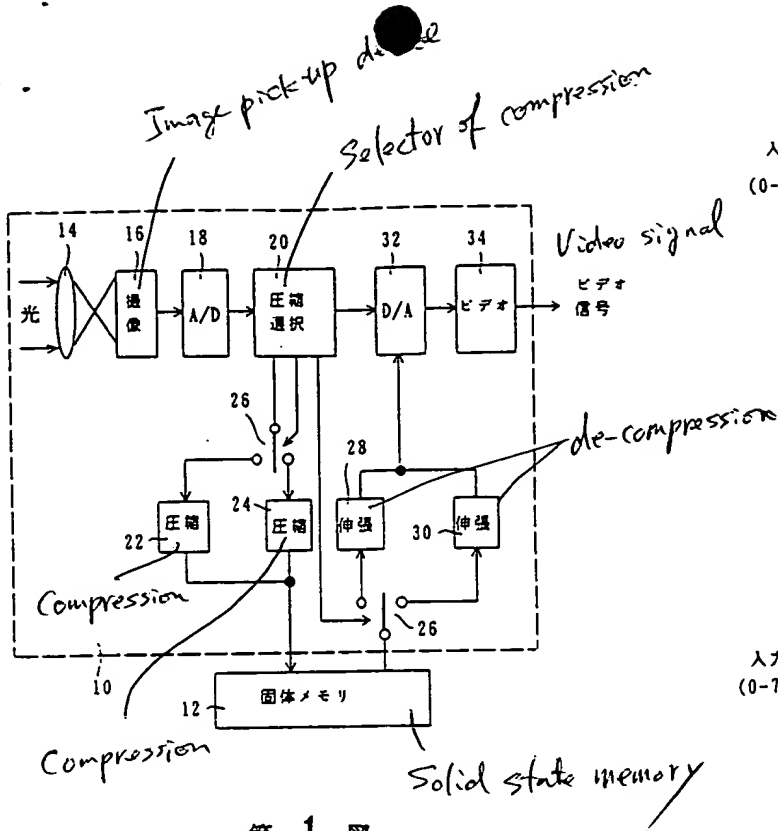 Image pick-up
Selector of compression
Video signal
14
16
18
20
32
34
光
撮像
A/D
圧縮
選択
D/A
ビデオ
ビデオ
信号
26
28
de-compression
22
圧縮
24
圧縮
伸張
30
伸張
Compression
26
10
12
固体メモリ
Compression
Solid state memory
第 1 図